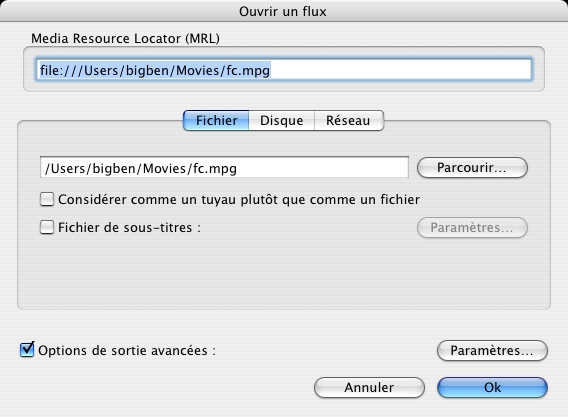 Ouvrir un flux
Media Resource Locator (MRL)
file:///Users/bigben/Movies/fc.mpg
Fichier Disque Réseau
/Users/bigben/Movies/fc.mpg Parcourir...
Considérer comme un tuyau plutôt que comme un fichier
Fichier de sous-titres : Paramètres...
Options de sortie avancées : Paramètres...
Annuler Ok